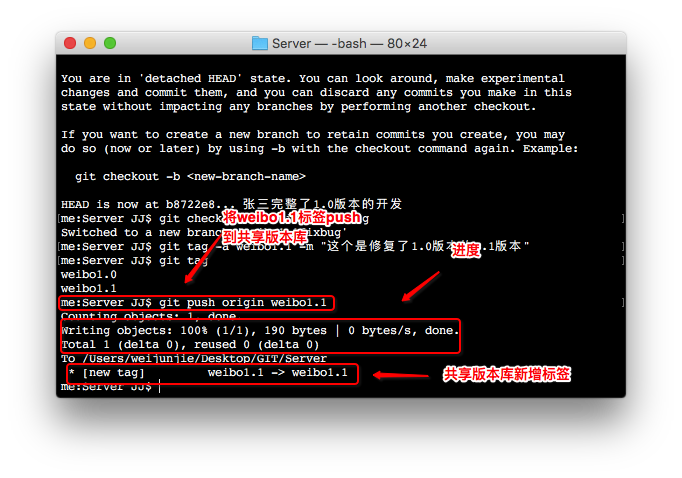 Server — -bash — 80×24
You are in 'detached HEAD' state. You can look around, make experimental
changes and commit them, and you can discard any commits you make in this
state without impacting any branches by performing another checkout.
If you want to create a new branch to retain commits you create, you may
do so (now or later) by using -b with the checkout command again. Example:
git checkout -b <new-branch-name>
HEAD is now at b8722e8... 张三完整了1.0版本的开发
[me:Server JJ$ git check
将weibo1.1标签push
Switched to a new bran
ixbug'
到共享版本库
[me:Server JJ$ git tag -a weibo1.1 -m "这个是修复了1.0版本
.1版本"
进度
[me:Server JJ$ git tag
weibo1.0
weibo1.1
[me:Server JJ$ git push origin weibo1.1
Counting objects: 1, done.
Writing objects: 100% (1/1), 190 bytes | 0 bytes/s, done.
Total 1 (delta 0), reused 0 (delta 0)
To /Users/weijunjie/Desktop/GIT/Server
* [new tag] weibo1.1 -> weibo1.1
共享版本库新增标签
me:Server JJ$